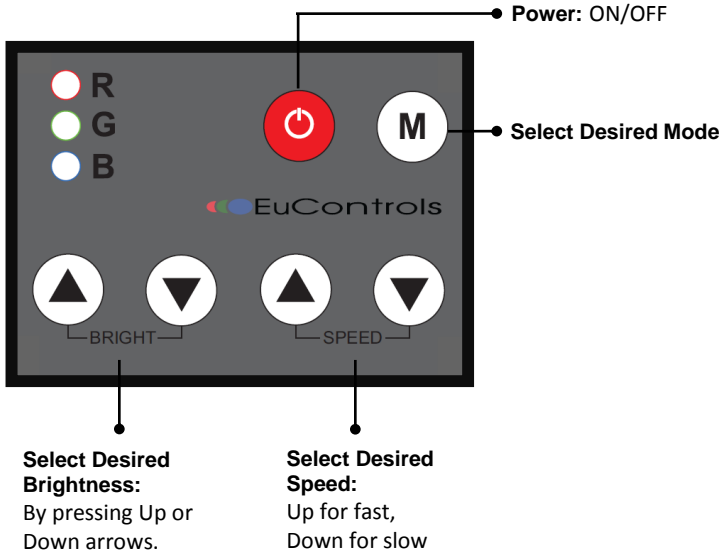 Power: ON/OFF
R
G
B
M
Select Desired Mode
EuControls
BRIGHT
SPEED
Select Desired
Brightness:
By pressing Up or
Down arrows.
Select Desired
Speed:
Up for fast,
Down for slow